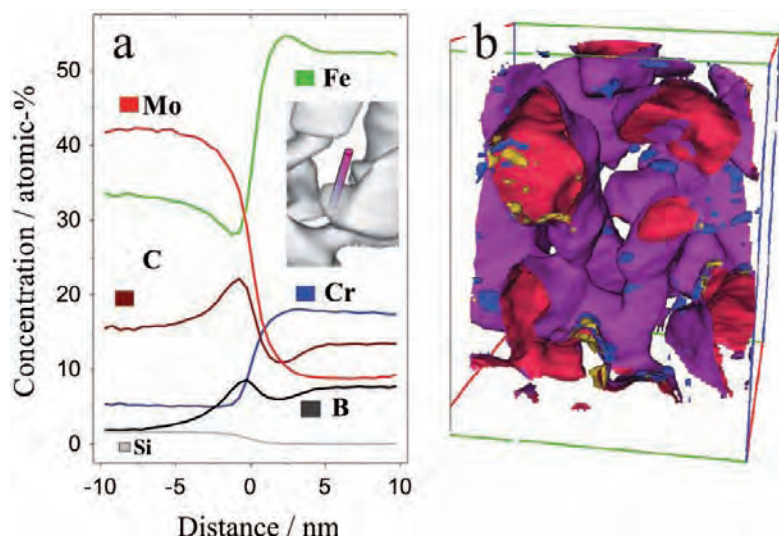 a
b
50
40
30
20
10
0
Concentration / atomic-%
Mo
Fe
C
Cr
B
Si
-10
-5
0
5
10
Distance / nm